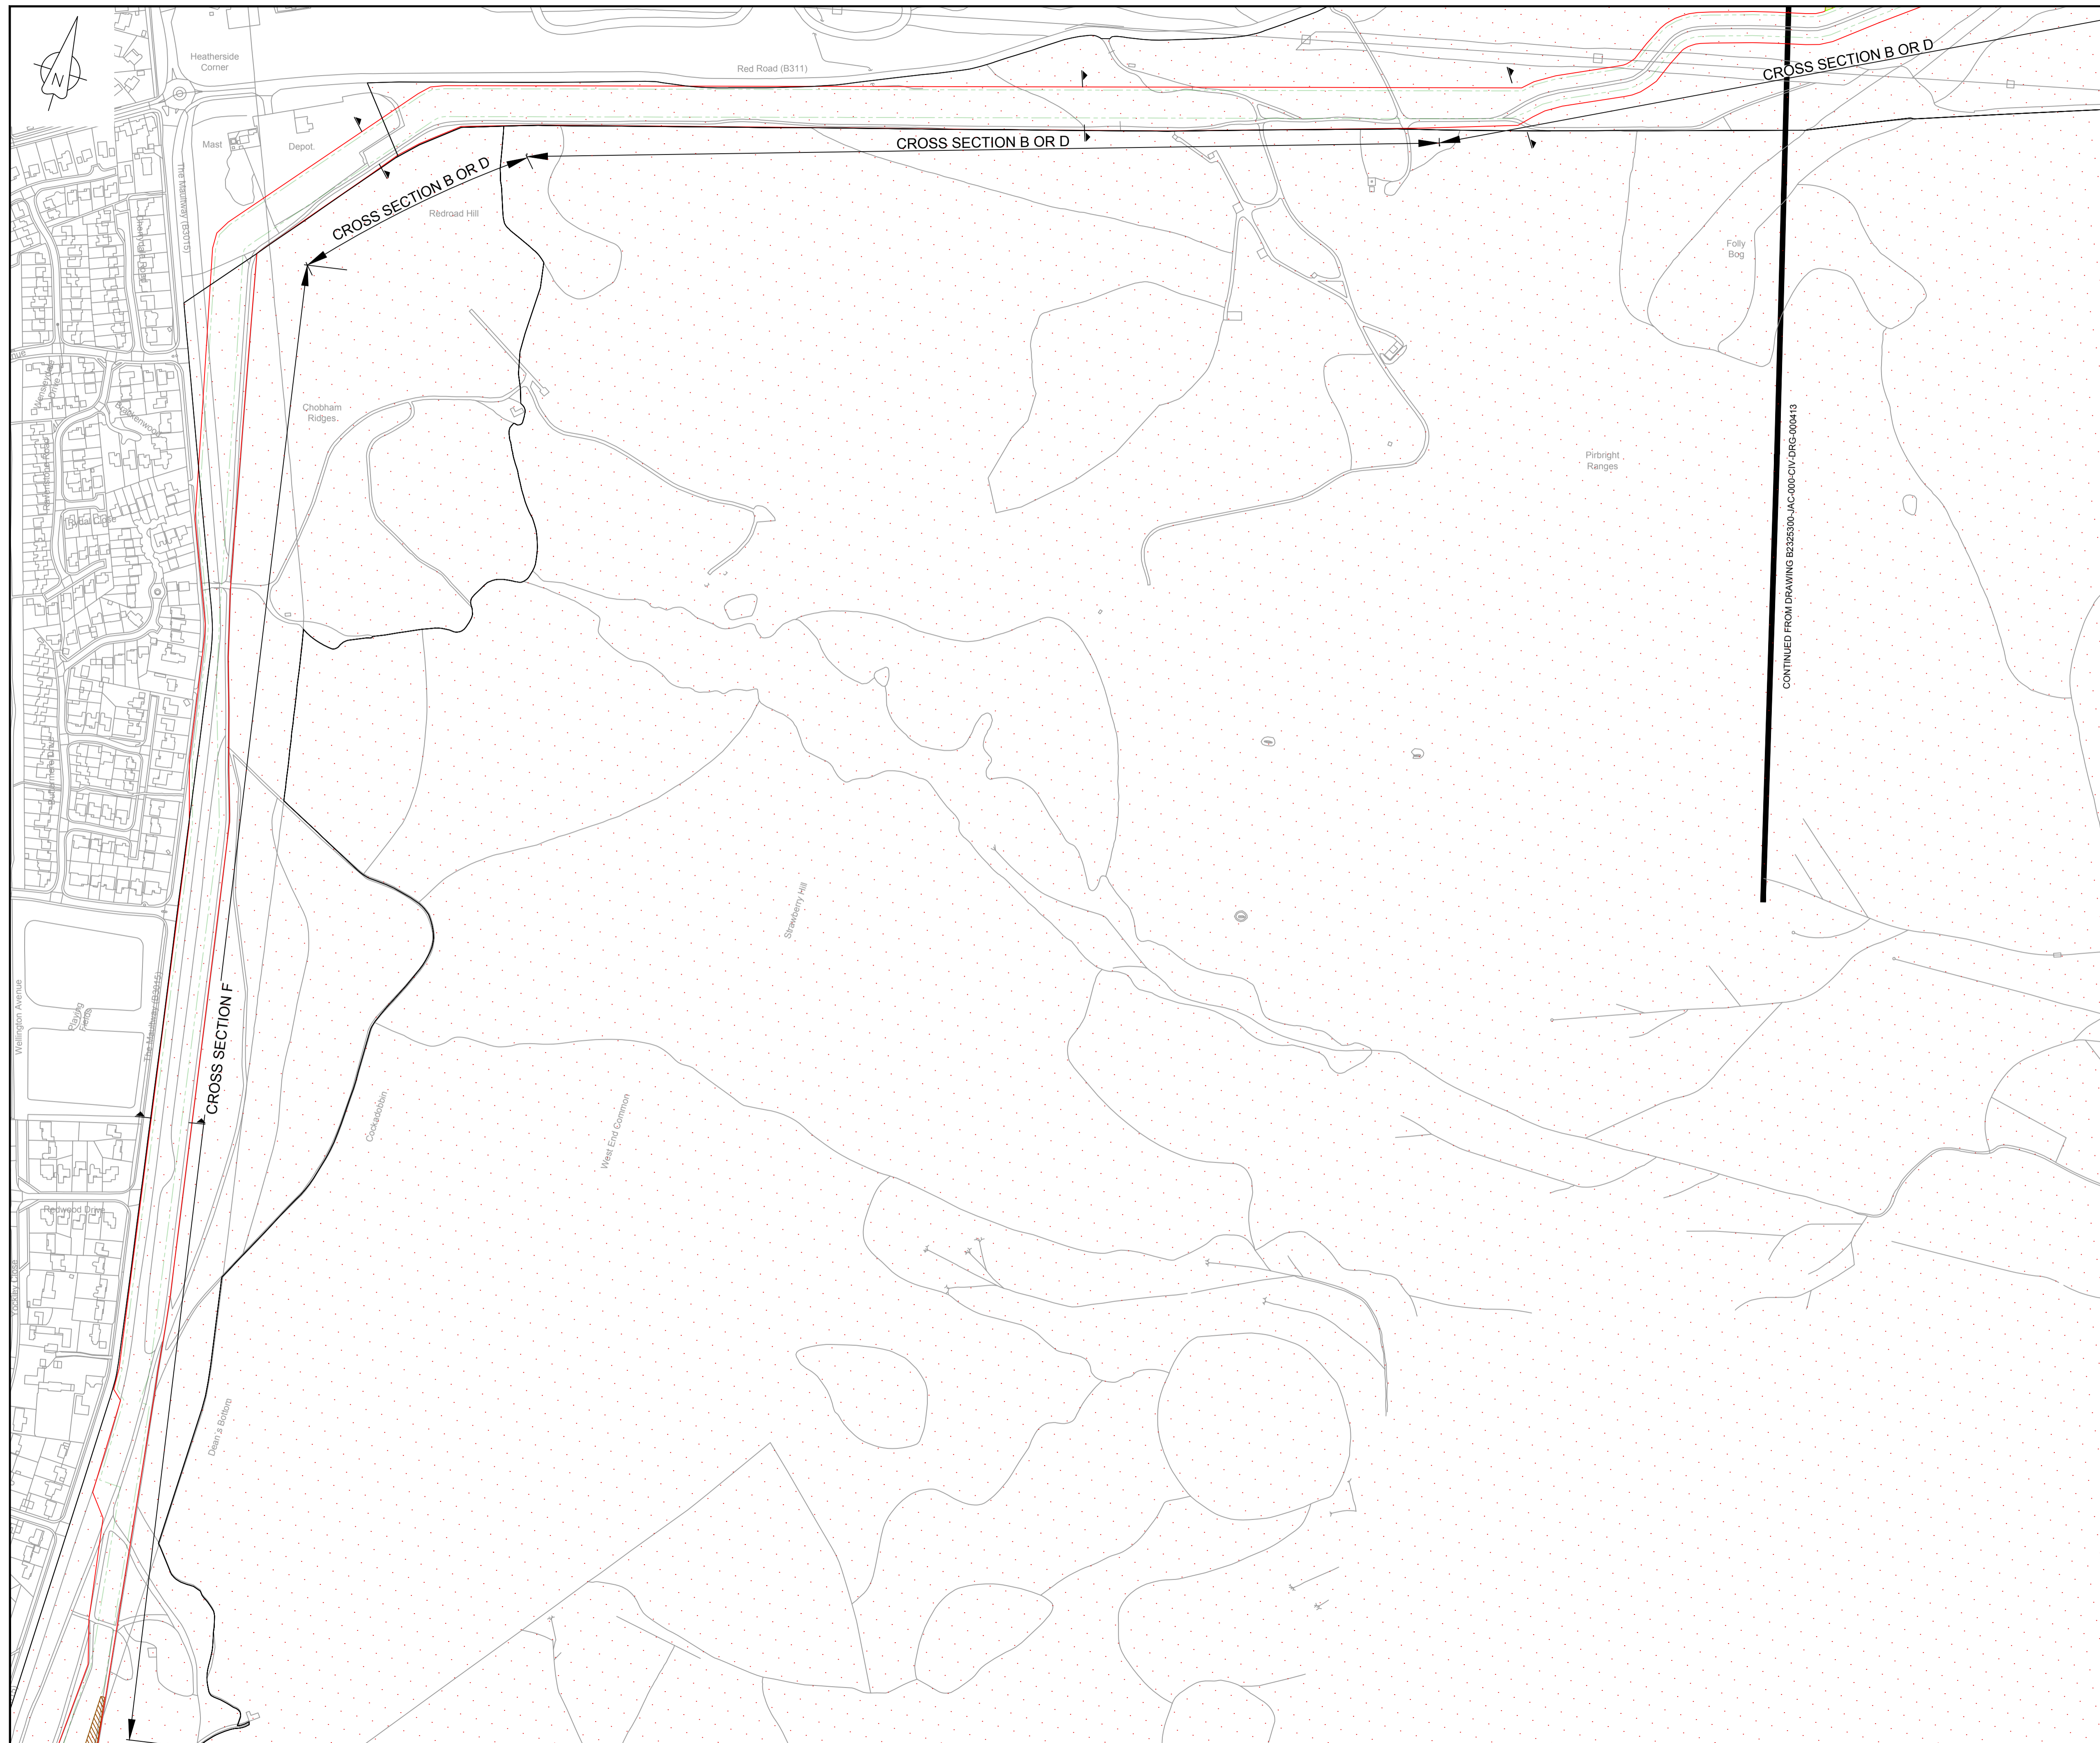 N
Heatherside
Corner
Red Road (B311)
CROSS SECTION B OR D
Mast
Depot
CROSS SECTION B OR D
CROSS SECTION B OR D
The Maultway (B3015)
Redroad Hill
Folly
Bog
Chobham
Ridges
Brackenwood
Drive
Pirbright
Ranges
CONTINUED FROM DRAWING B2325300-JAC-000-CIV-DRG-000413
Rydal Close
Strawberry Hill
CROSS SECTION F
Wellington Avenue
Playing
Fields
The Maultway (B3015)
Cockadobbin
West End Common
Redwood Drive
Dean's Bottom